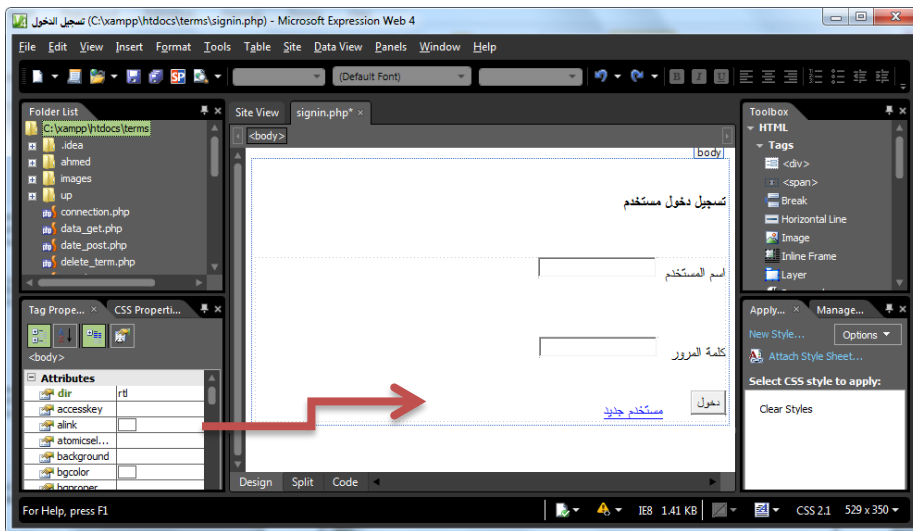 تسجيل الدخول (C:\xampp\htdocs\terms\signin.php) - Microsoft Expression Web 4
File Edit View Insert Format Tools Table Site Data View Panels Window Help
(Default Font)
Folder List
C:\xampp\htdocs\terms
.idea
ahmed
images
up
connection.php
data_get.php
date_post.php
delete_term.php
Site View signin.php*
<body>
body
تسجيل دخول مستخدم
اسم المستخدم
كلمة المرور
دخول
مستخدم جديد
Design Split Code
Toolbox
HTML
Tags
<div>
<span>
Break
Horizontal Line
Image
Inline Frame
Layer
Tag Prope... CSS Properti...
<body>
Attributes
dir rtl
accesskey
alink
atomicsel...
background
bgcolor
Apply... Manage...
New Style... Options
Attach Style Sheet...
Select CSS style to apply:
Clear Styles
For Help, press F1
IE8 1.41 KB CSS 2.1 529 x 350